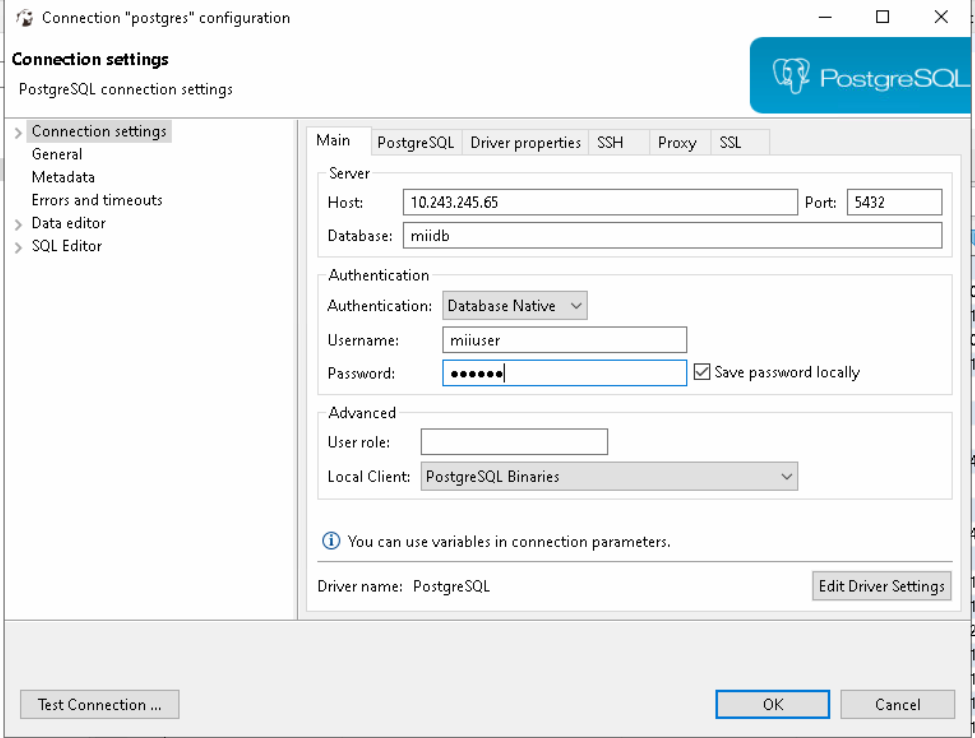 Connection "postgres" configuration
Connection settings
PostgreSQL connection settings
PostgreSQL
Connection settings
General
Metadata
Errors and timeouts
Data editor
SQL Editor
Main PostgreSQL Driver properties SSH Proxy SSL
Server
Host: 10.243.245.65 Port: 5432
Database: miidb
Authentication
Authentication: Database Native
Username: miiuser
Password: ●●●●●● Save password locally
Advanced
User role:
Local Client: PostgreSQL Binaries
You can use variables in connection parameters.
Driver name: PostgreSQL Edit Driver Settings
Test Connection ... OK Cancel